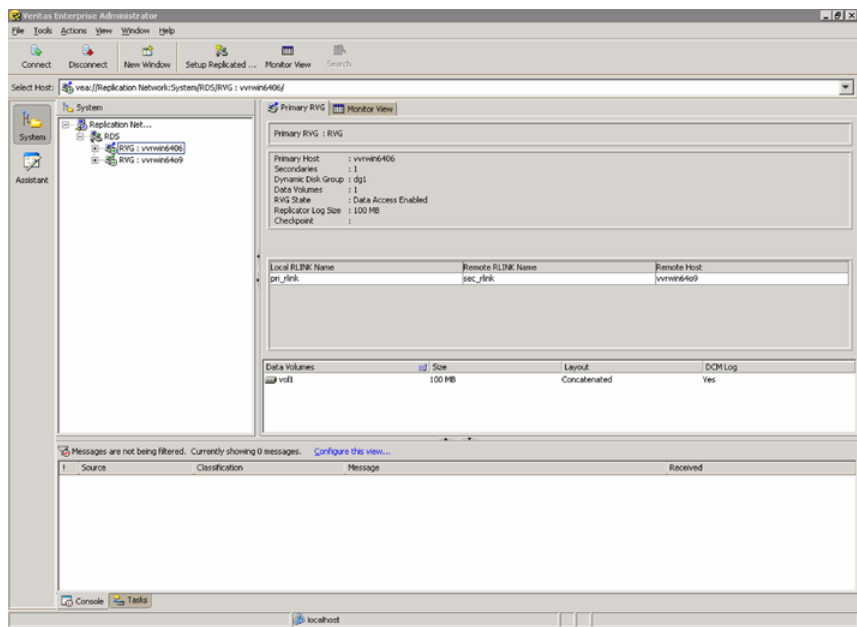 Veritas Enterprise Administrator
File Tools Actions View Window Help
Connect Disconnect New Window Setup Replicated ... Monitor View Search
Select Host: vea://Replication Network:System/RDS/RVG : vvrwin6406/
System
Assistant
System
Replication Net...
RDS
RVG : vvrwin6406
RVG : vvrwin64o9
Primary RVG Monitor View
Primary RVG : RVG
Primary Host : vvrwin6406
Secondaries : 1
Dynamic Disk Group : dg1
Data Volumes : 1
RVG State : Data Access Enabled
Replicator Log Size : 100 MB
Checkpoint :
Local RLINK Name Remote RLINK Name Remote Host
pri_rlink sec_rlink vvrwin64o9
Data Volumes Size Layout DCM Log
vol1 100 MB Concatenated Yes
Messages are not being filtered. Currently showing 0 messages. Configure this view...
! Source Classification Message Received
Console Tasks
localhost